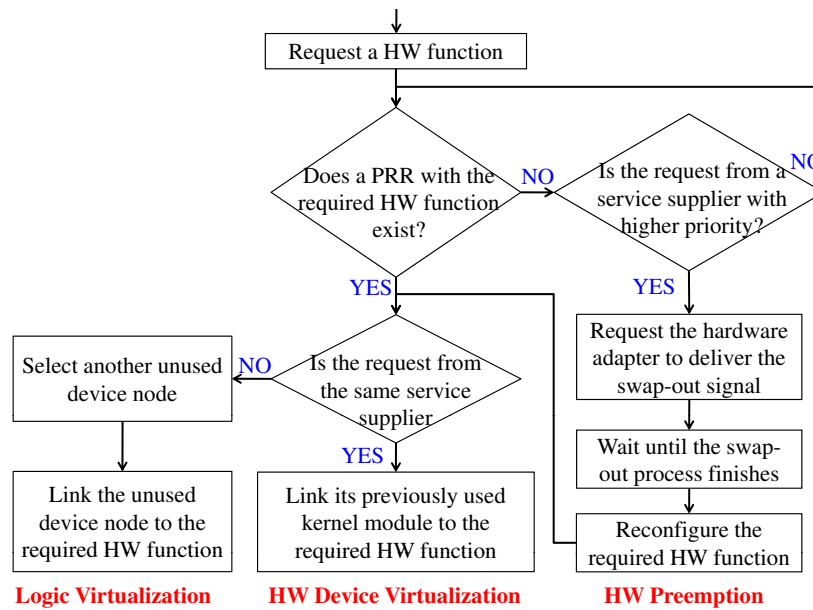 Request a HW function
Does a PRR with the
required HW function
exist?
NO
Is the request from a
service supplier with
higher priority?
NO
YES
YES
Request the hardware
adapter to deliver the
swap-out signal
Select another unused
device node
NO
Is the request from
the same service
supplier
YES
Wait until the swap-
out process finishes
Link the unused
device node to the
required HW function
Link its previously used
kernel module to the
required HW function
Reconfigure the
required HW function
Logic Virtualization
HW Device Virtualization
HW Preemption